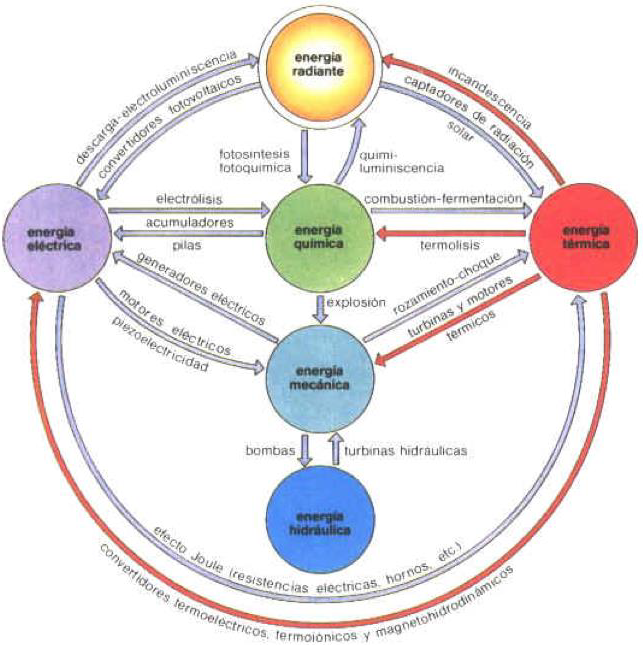 energía
radiante
descarga-electroluminiscencia
convertidores fotovoltaicos
incandescencia
captadores de radiación
solar
fotosíntesis
fotoquímica
quimi-
luminiscencia
energía
eléctrica
electrólisis
acumuladores
pilas
energía
química
combustión-fermentación
termolisis
energía
térmica
generadores eléctricos
motores eléctricos
piezoelectricidad
explosión
rozamiento-choque
turbinas y motores
térmicos
energía
mecánica
bombas
turbinas hidráulicas
energía
hidráulica
efecto Joule (resistencias eléctricas, hornos, etc.)
convertidores termoeléctricos, termoiónicos y magnetohidrodinámicos